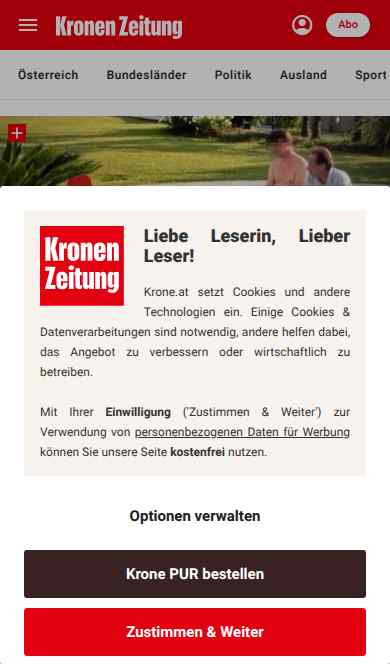 Kronen Zeitung
Abo
Österreich Bundesländer Politik Ausland Sport
Kronen
Zeitung
Liebe Leserin, Lieber
Leser!
Krone.at setzt Cookies und andere
Technologien ein. Einige Cookies &
Datenverarbeitungen sind notwendig, andere helfen dabei,
das Angebot zu verbessern oder wirtschaftlich zu
betreiben.
Mit Ihrer Einwilligung ('Zustimmen & Weiter') zur
Verwendung von personenbezogenen Daten für Werbung
können Sie unsere Seite kostenfrei nutzen.
Optionen verwalten
Krone PUR bestellen
Zustimmen & Weiter